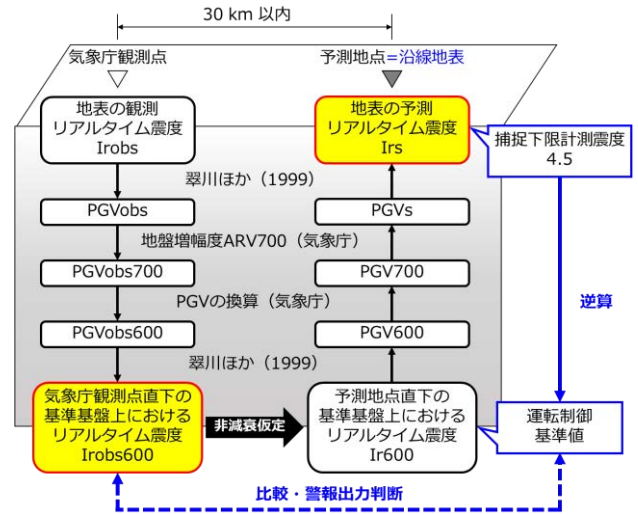 30 km 以内
気象庁観測点
予測地点=沿線地表
地表の観測
リアルタイム震度
Irobs
地表の予測
リアルタイム震度
Irs
捕捉下限計測震度
4.5
翠川ほか（1999）
PGVobs
PGVs
地盤増幅度ARV700（気象庁）
PGVobs700
PGV700
PGVの換算（気象庁）
逆算
PGVobs600
PGV600
翠川ほか（1999）
気象庁観測点直下の
基準基盤上における
リアルタイム震度
Irobs600
非減衰仮定
予測地点直下の
基準基盤上における
リアルタイム震度
Ir600
運転制御
基準値
比較・警報出力判断